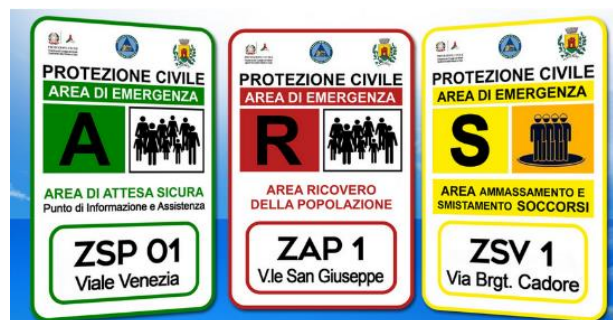 PROTEZIONE CIVILE
AREA DI EMERGENZA
A
AREA DI ATTESA SICURA
Punto di Informazione e Assistenza
ZSP 01
Viale Venezia
PROTEZIONE CIVILE
AREA DI EMERGENZA
R
AREA RICOVERO
DELLA POPOLAZIONE
ZAP 1
V.le San Giuseppe
PROTEZIONE CIVILE
AREA DI EMERGENZA
S
AREA AMMASSAMENTO E
SMISTAMENTO SOCCORSI
ZSV 1
Via Brgt. Cadore